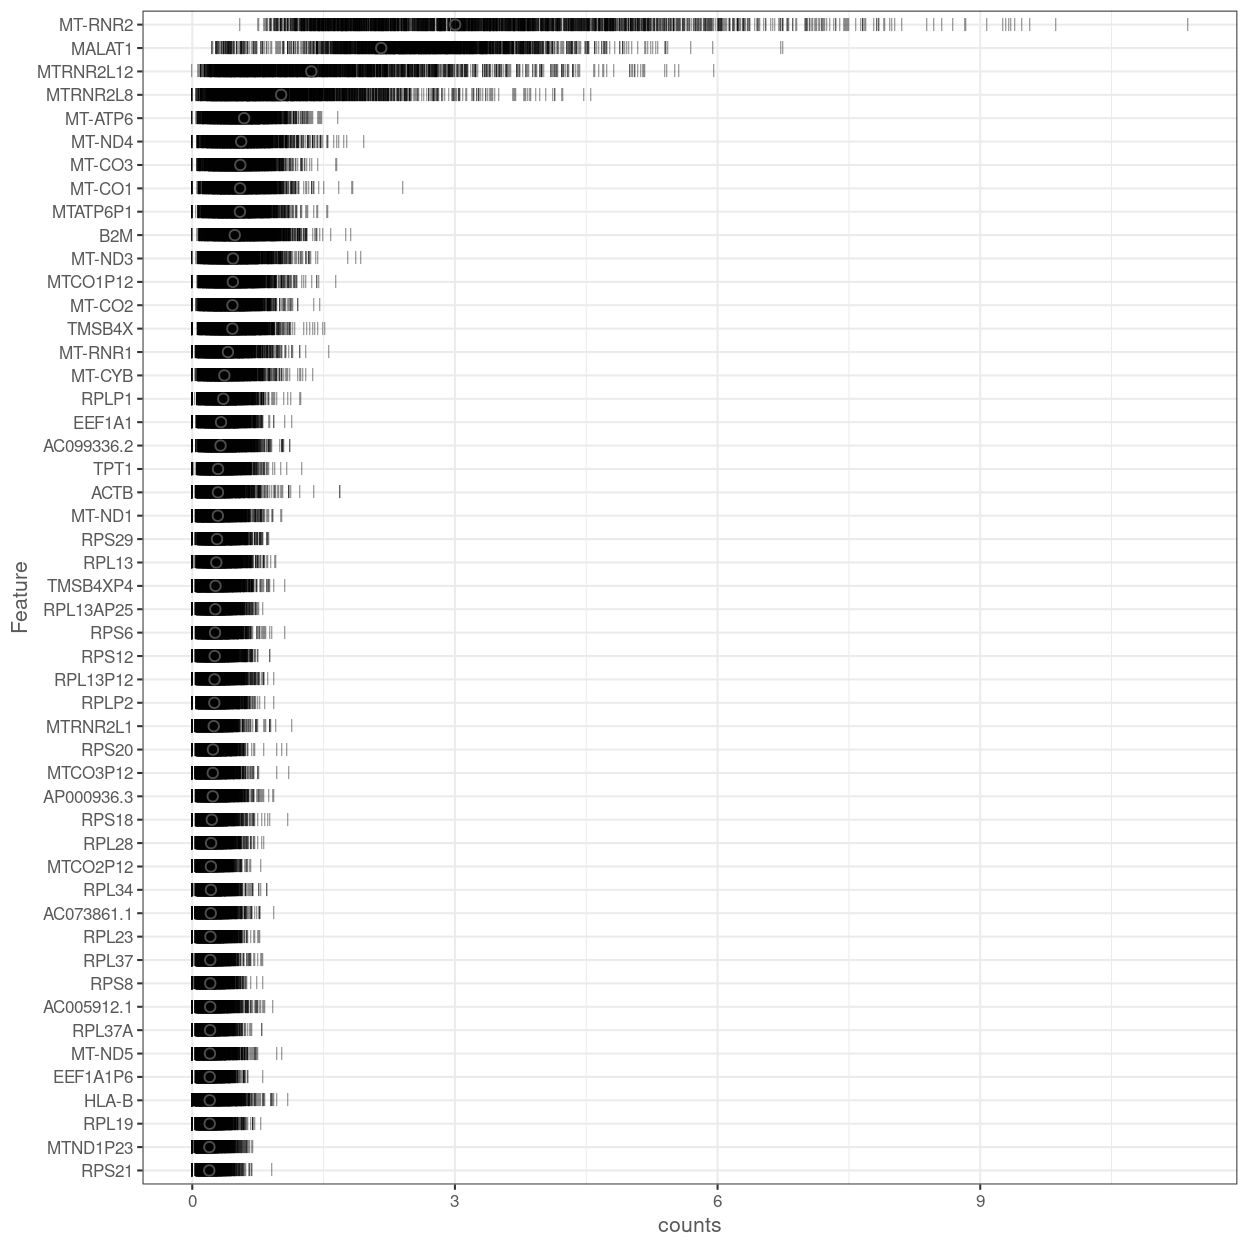 MT-RNR2
MALAT1
MTRNR2L12
MTRNR2L8
MT-ATP6
MT-ND4
MT-CO3
MT-CO1
MTATP6P1
B2M
MT-ND3
MTCO1P12
MT-CO2
TMSB4X
MT-RNR1
MT-CYB
RPLP1
EEF1A1
AC099336.2
TPT1
ACTB
MT-ND1
RPS29
RPL13
TMSB4XP4
RPL13AP25
RPS6
RPS12
RPL13P12
RPLP2
MTRNR2L1
RPS20
MTCO3P12
AP000936.3
RPS18
RPL28
MTCO2P12
RPL34
AC073861.1
RPL23
RPL37
RPS8
AC005912.1
RPL37A
MT-ND5
EEF1A1P6
HLA-B
RPL19
MTND1P23
RPS21
Feature
0 3 6 9
counts